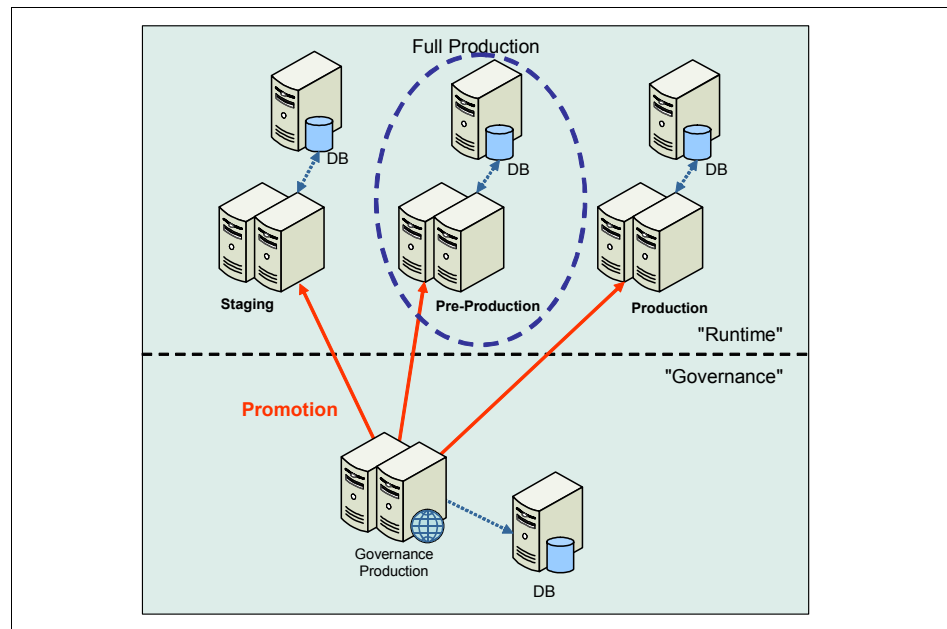 Full Production
DB
DB
DB
Staging
Pre-Production
Production
"Runtime"
"Governance"
Promotion
Governance
Production
DB